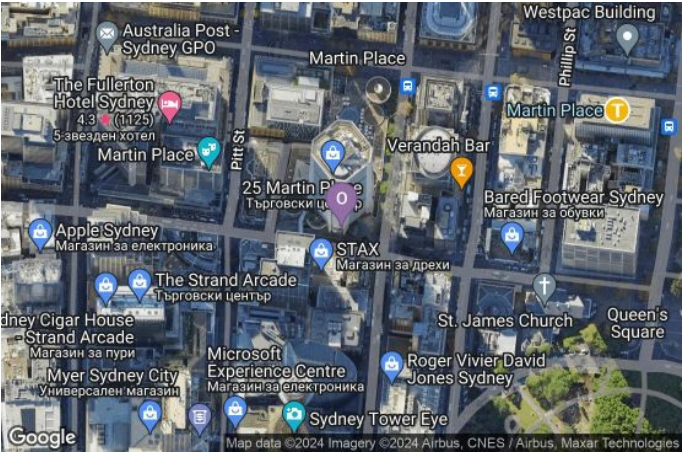 Westpac Building
Australia Post -
Sydney GPO
Martin Place
Phillip St
The Fullerton
Hotel Sydney
4.3 ★ (1125)
5-звезден хотел
Martin Place
T
Pitt St
Martin Place
Verandah Bar
25 Martin Place
Търговски център
O
Bared Footwear Sydney
Магазин за обувки
Apple Sydney
Магазин за електроника
STAX
Магазин за дрехи
The Strand Arcade
Търговски център
dney Cigar House
- Strand Arcade
Магазин за пури
St. James Church
Queen's
Square
Microsoft
Experience Centre
Магазин за електроника
Roger Vivier David
Jones Sydney
Myer Sydney City
Универсален магазин
Sydney Tower Eye
Google
Map data ©2024 Imagery ©2024 Airbus, CNES / Airbus, Maxar Technologies